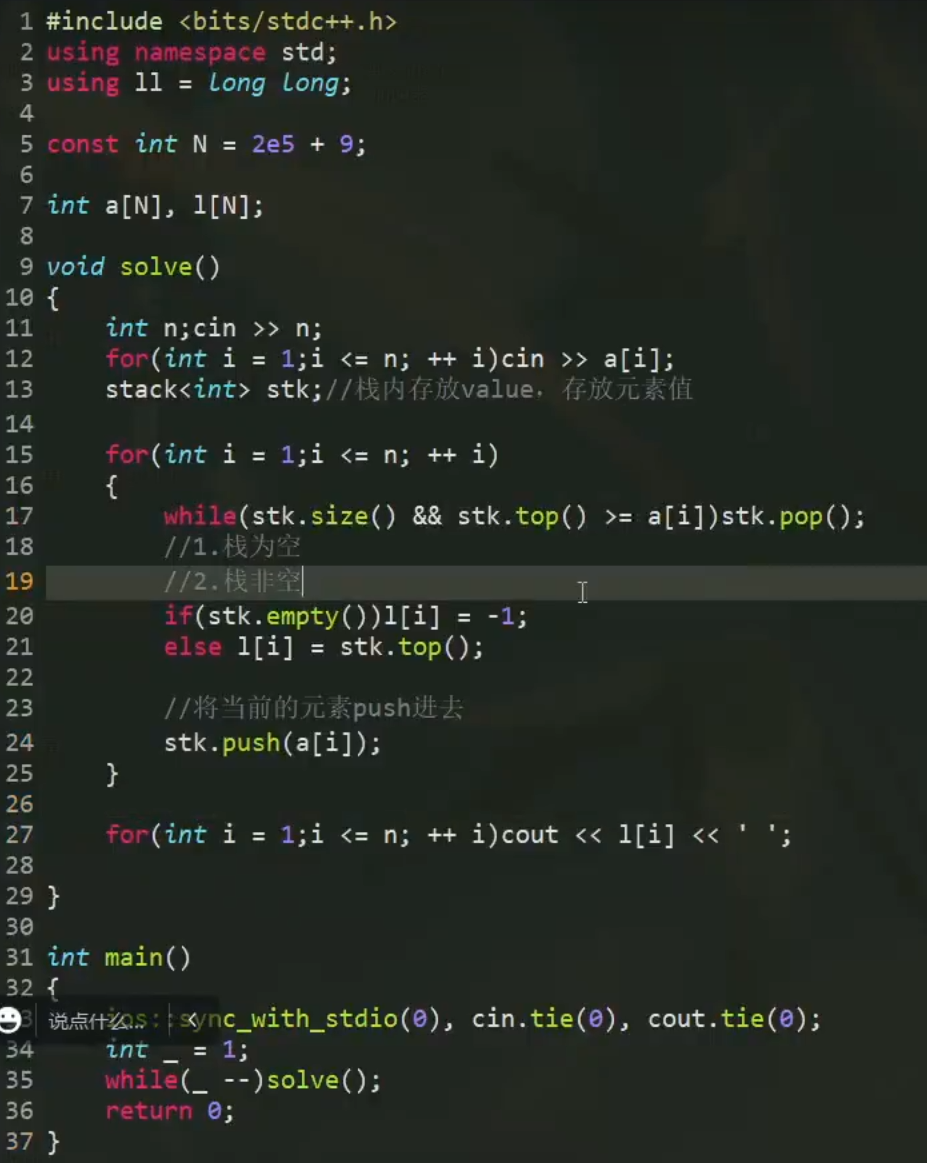 1 #include <bits/stdc++.h>
2 using namespace std;
3 using ll = long long;
4
5 const int N = 2e5 + 9;
6
7 int a[N], l[N];
8
9 void solve()
10 {
11     int n;cin >> n;
12     for(int i = 1;i <= n; ++ i)cin >> a[i];
13     stack<int> stk;//栈内存放value，存放元素值
14
15     for(int i = 1;i <= n; ++ i)
16     {
17         while(stk.size() && stk.top() >= a[i])stk.pop();
18         //1.栈为空
19         //2.栈非空
20         if(stk.empty())l[i] = -1;
21         else l[i] = stk.top();
22
23         //将当前的元素push进去
24         stk.push(a[i]);
25     }
26
27     for(int i = 1;i <= n; ++ i)cout << l[i] << ' ';
28
29 }
30
31 int main()
32 {
说点什么... <
3     ios::sync_with_stdio(0), cin.tie(0), cout.tie(0);
34     int _ = 1;
35     while(_ --)solve();
36     return 0;
37 }